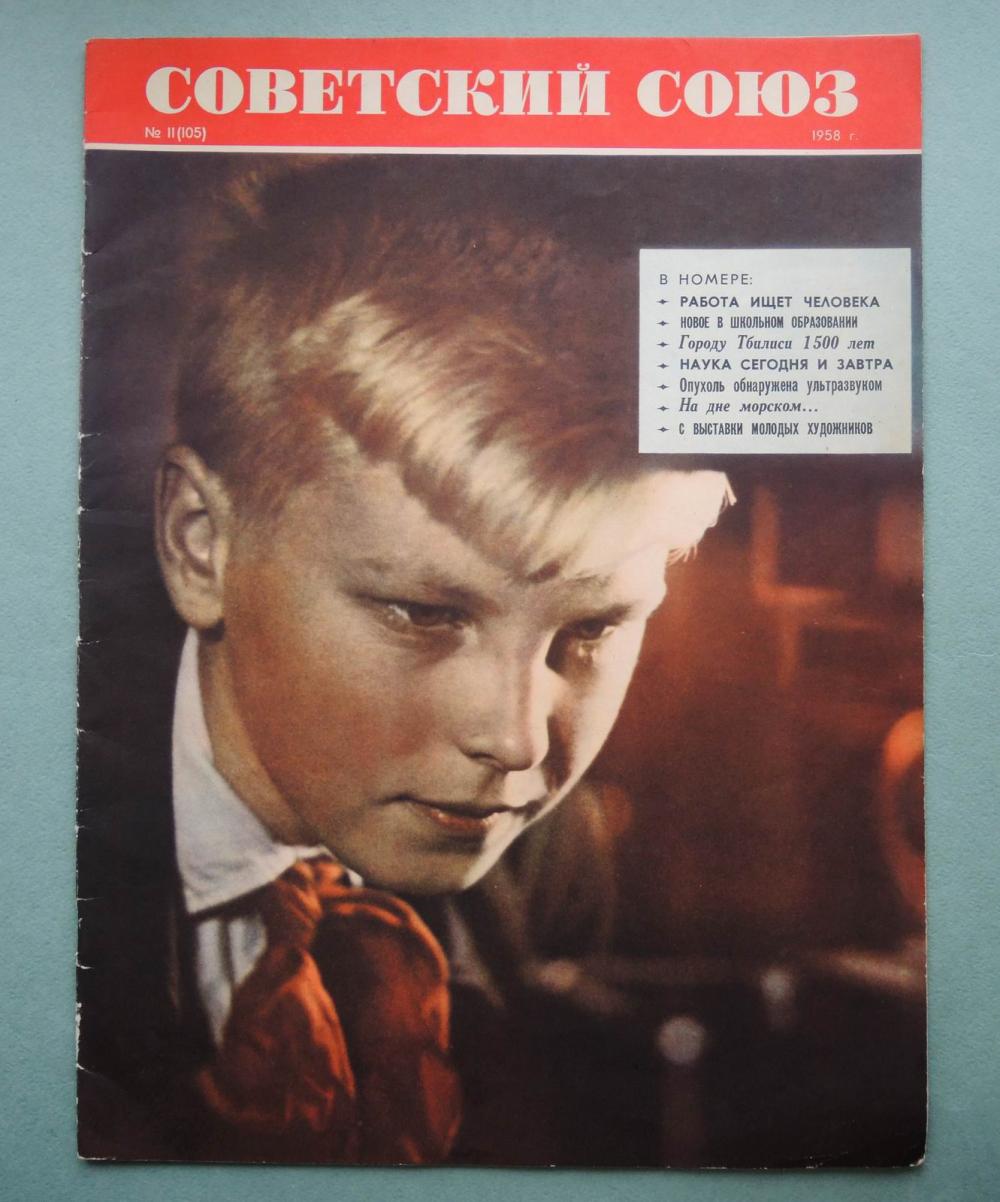 СОВЕТСКИЙ СОЮЗ
№ 11(105)
1958 г.
В НОМЕРЕ:
РАБОТА ИЩЕТ ЧЕЛОВЕКА
НОВОЕ В ШКОЛЬНОМ ОБРАЗОВАНИИ
Городу Тбилиси 1500 лет
НАУКА СЕГОДНЯ И ЗАВТРА
Опухоль обнаружена ультразвуком
На дне морском...
С ВЫСТАВКИ МОЛОДЫХ ХУДОЖНИКОВ